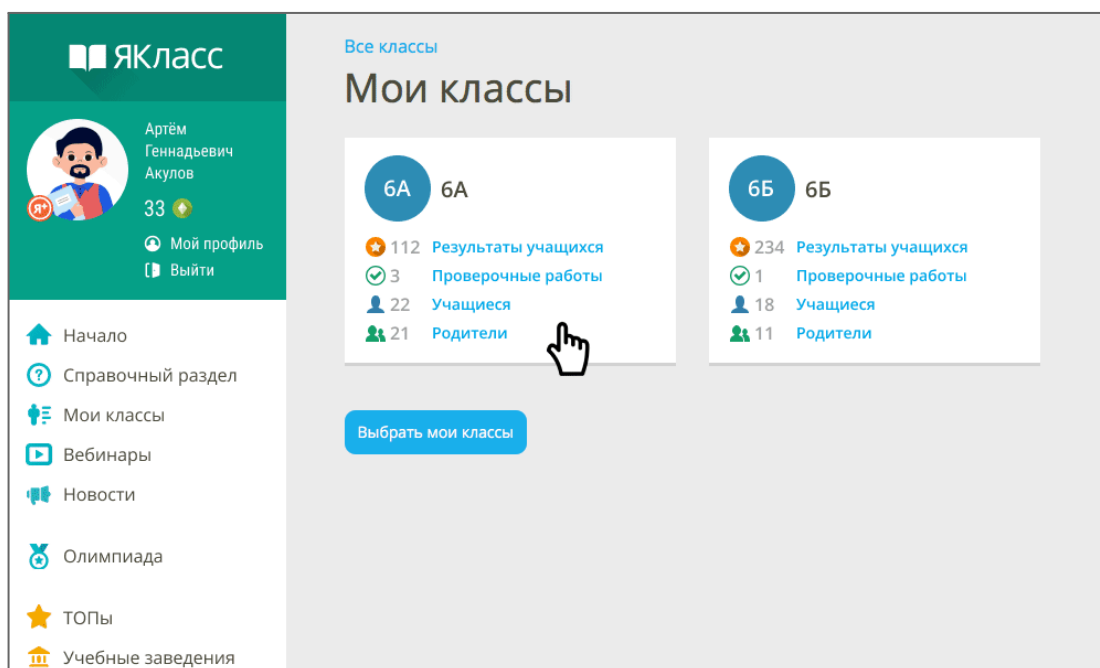 ЯКласс
Артём
Геннадьевич
Акулов
33
Мой профиль
Выйти
Начало
Справочный раздел
Мои классы
Вебинары
Новости
Олимпиада
ТОПы
Учебные заведения
Все классы
Мои классы
6А 6А
112 Результаты учащихся
3 Проверочные работы
22 Учащиеся
21 Родители
6Б 6Б
234 Результаты учащихся
1 Проверочные работы
18 Учащиеся
11 Родители
Выбрать мои классы
Я+